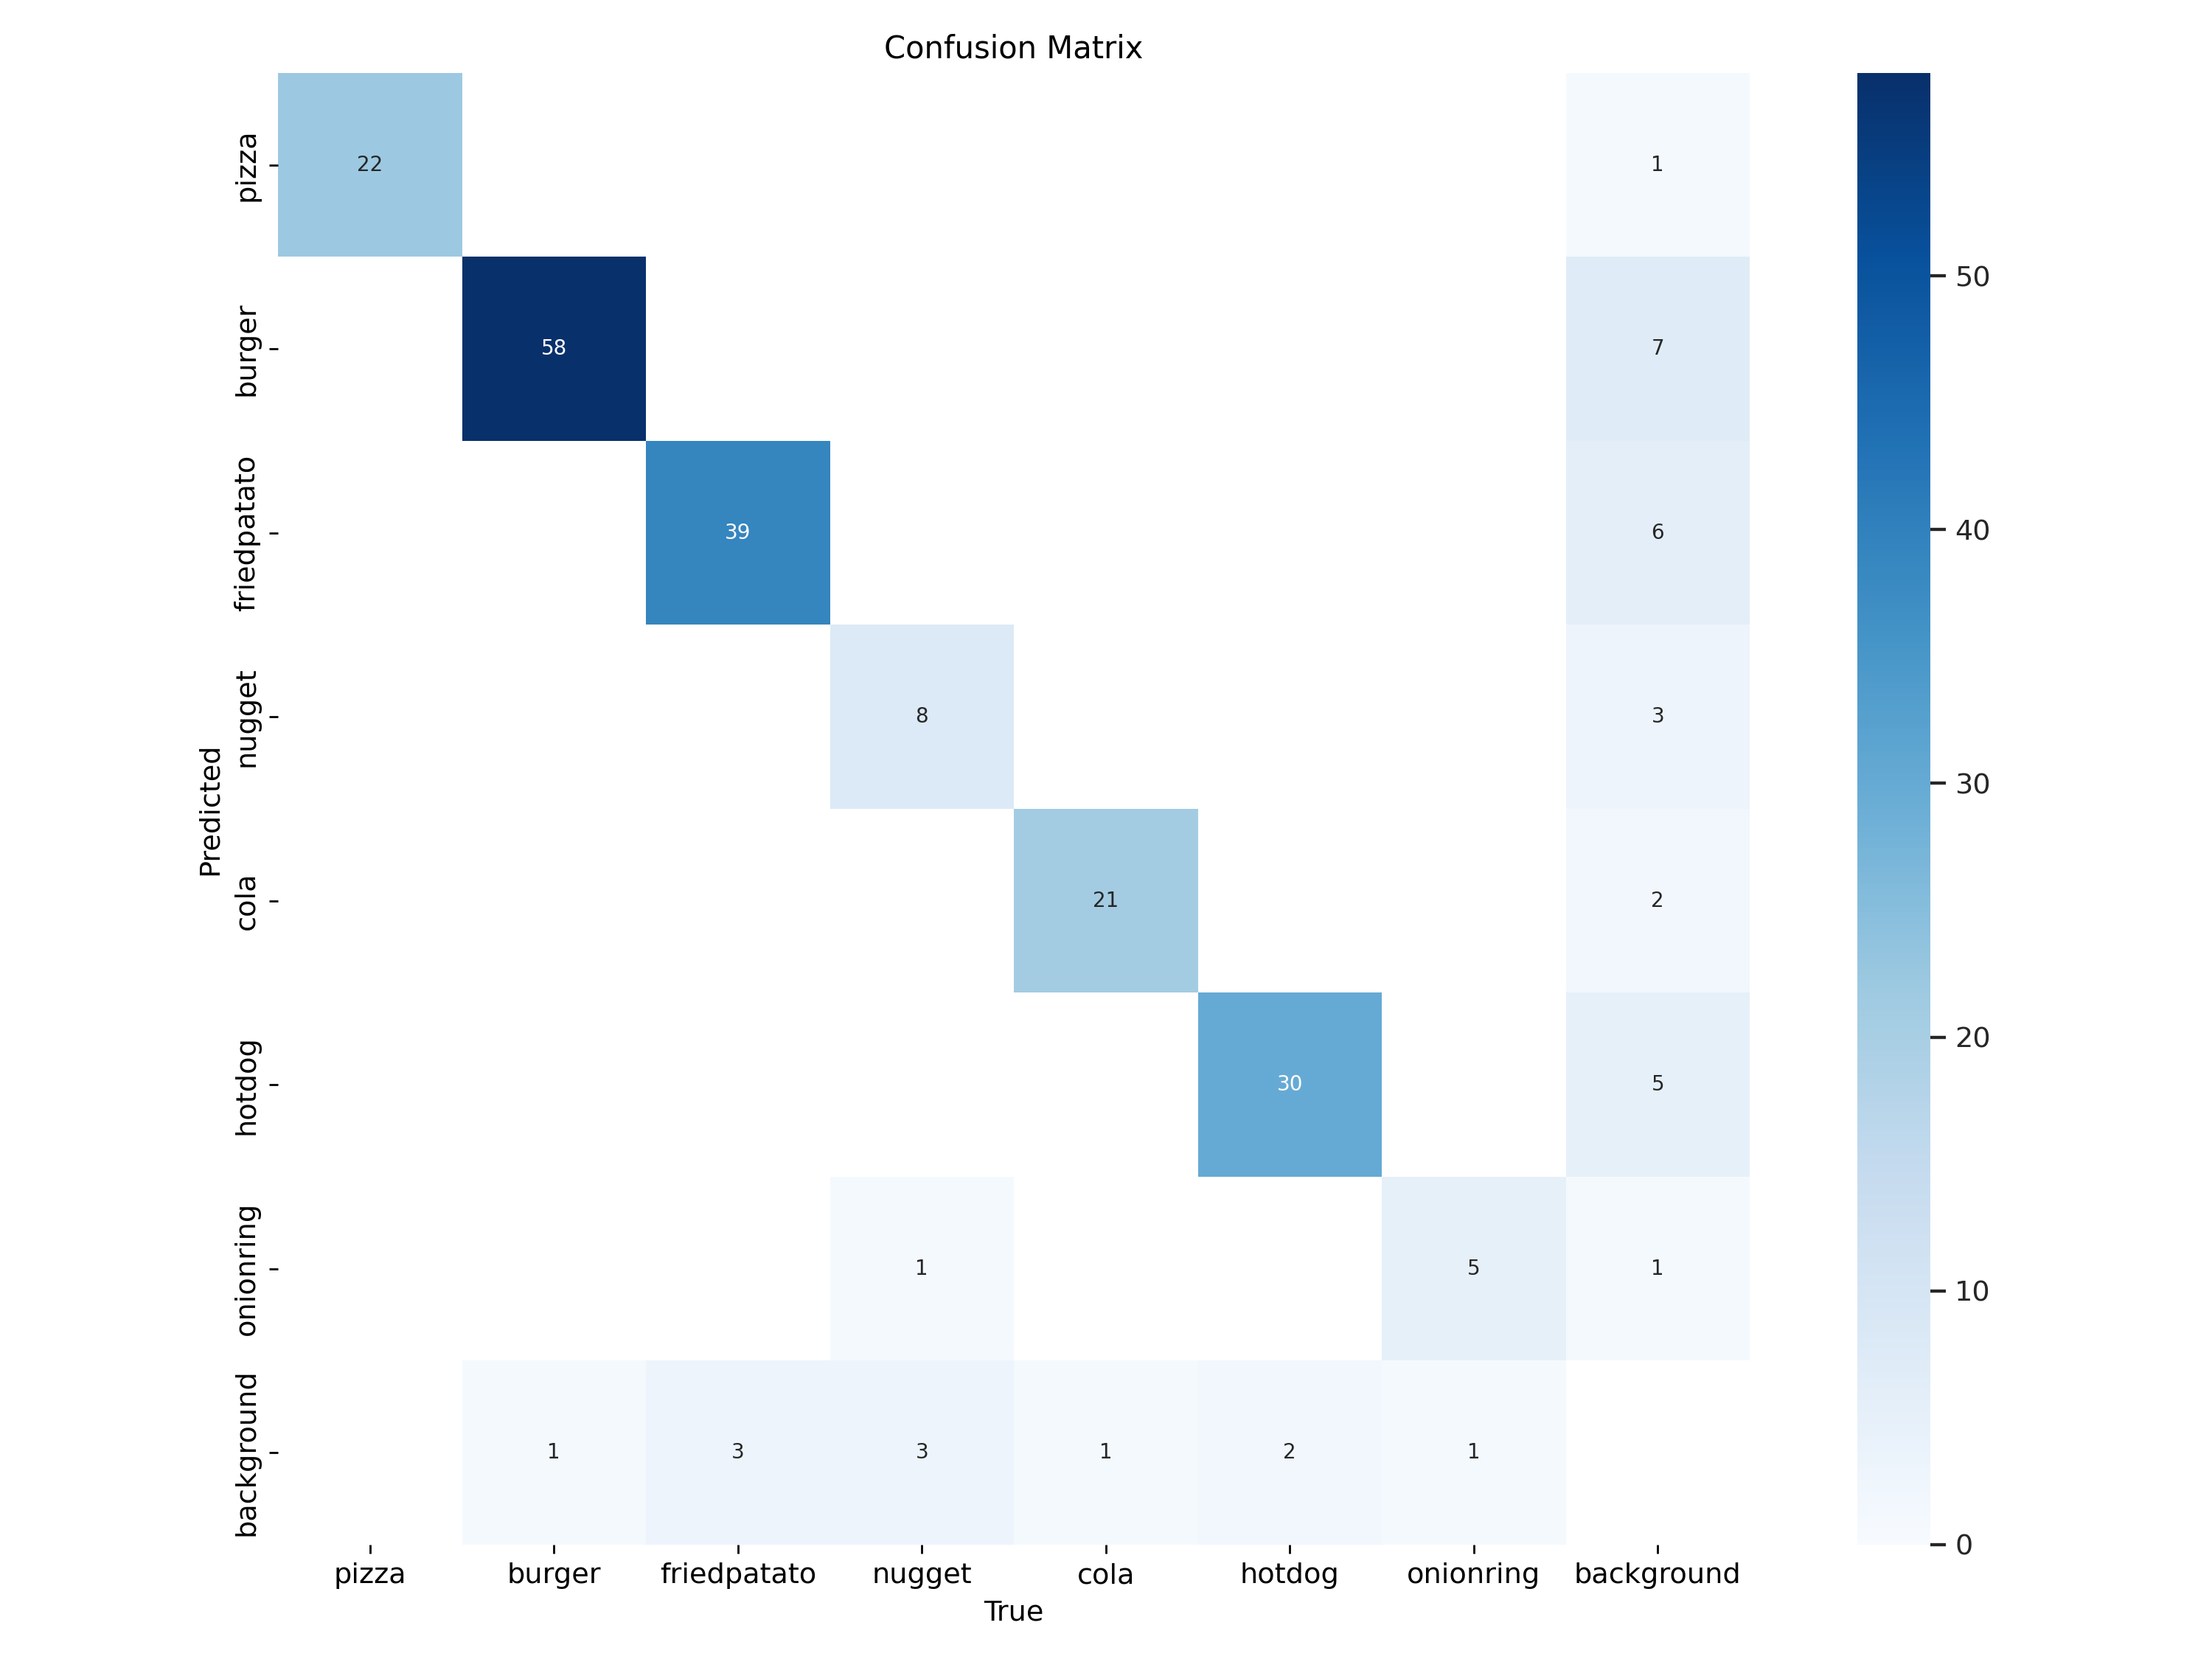 Confusion Matrix
pizza
22
1
burger
58
7
50
friedpatato
39
6
40
nugget
8
3
30
Predicted
cola
21
2
hotdog
30
5
20
onionring
1
5
1
10
background
1
3
3
1
2
1
0
pizza burger friedpatato nugget cola hotdog onionring background
True